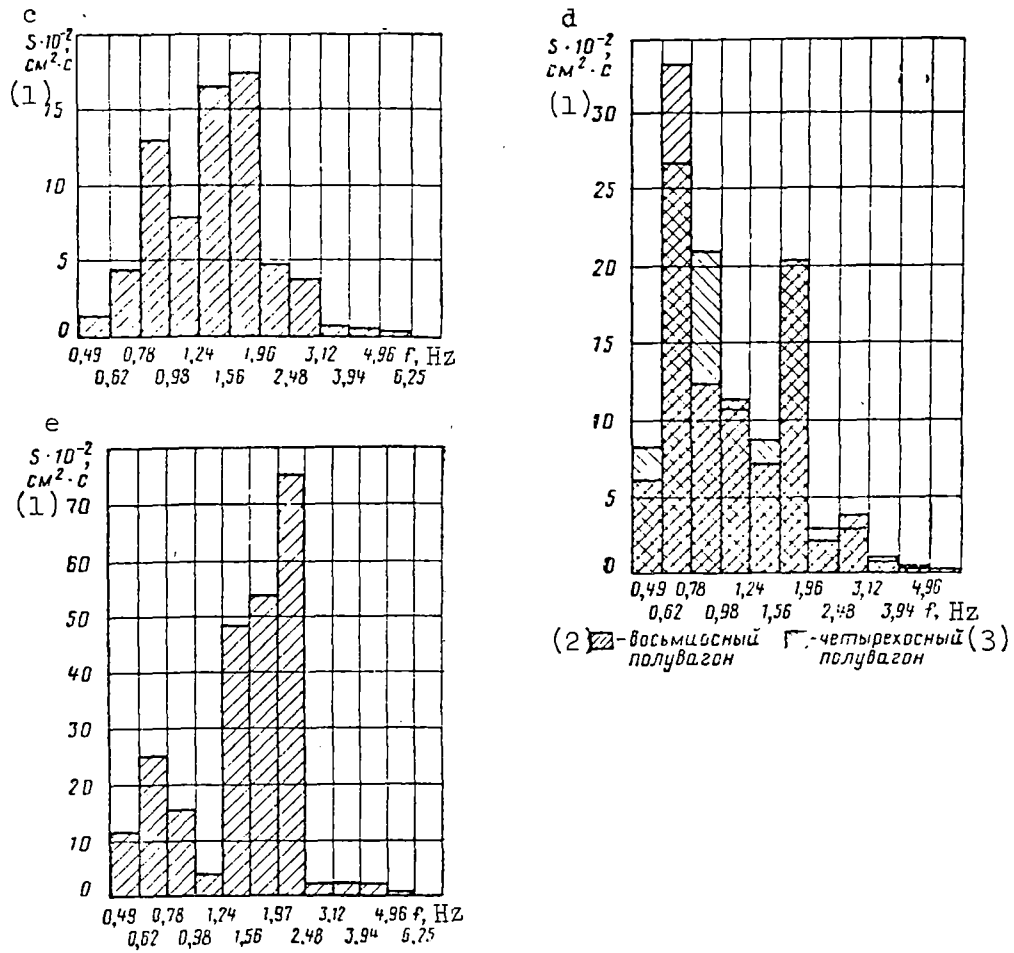 c
S·10⁻²,
см²·с
(1)
15
10
5
0
0,49 0,78 1,24 1,96 3,12 4,96 f, Hz
0,62 0,98 1,56 2,48 3,94 6,25
d
S·10⁻²,
см²·с
(1)
30
25
20
15
10
5
0
0,49 0,78 1,24 1,96 3,12 4,96
0,62 0,98 1,56 2,48 3,94 f, Hz
(2) -восьмиосный -четырехосный (3)
полувагон полувагон
e
S·10⁻²,
см²·с
(1)
70
60
50
40
30
20
10
0
0,49 0,78 1,24 1,97 3,12 4,96 f, Hz
0,62 0,98 1,56 2.48 3.94 6,25